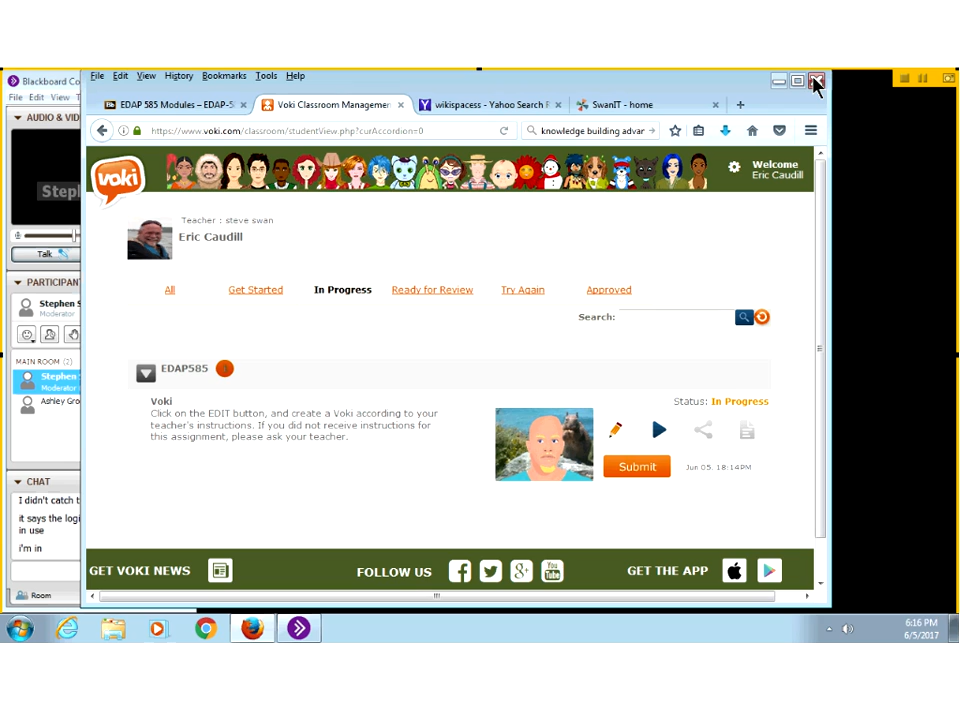 Blackboard Co
File Edit View T
AUDIO & VID
Steph
Talk
PARTICIPAN
Stephen S
Moderator
MAIN ROOM (2)
Stephen
Moderator
Ashley Gro
CHAT
I didn't catch t
it says the logi
in use
i'm in
Room
File Edit View History Bookmarks Tools Help
EDAP 585 Modules – EDAP-5
Voki Classroom Managemen
wikispacess - Yahoo Search R
SwanIT - home
https://www.voki.com/classroom/studentView.php?curAccordion=0
knowledge building advar
voki
Welcome
Eric Caudill
Teacher : steve swan
Eric Caudill
All Get Started In Progress Ready for Review Try Again Approved
Search:
EDAP585
Voki
Click on the EDIT button, and create a Voki according to your
teacher's instructions. If you did not receive instructions for
this assignment, please ask your teacher.
Status: In Progress
Submit
Jun 05. 18:14PM
GET VOKI NEWS
FOLLOW US
You
Tube
GET THE APP
6:16 PM
6/5/2017